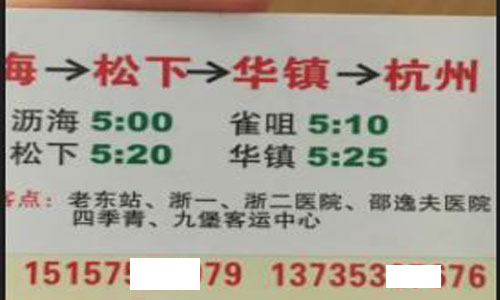 海→松下→华镇→杭州
沥海 5:00 雀咀 5:10
松下 5:20 华镇 5:25
客点：老东站、浙一、浙二医院、邵逸夫医院
四季青、九堡客运中心
151575 79 137353 676